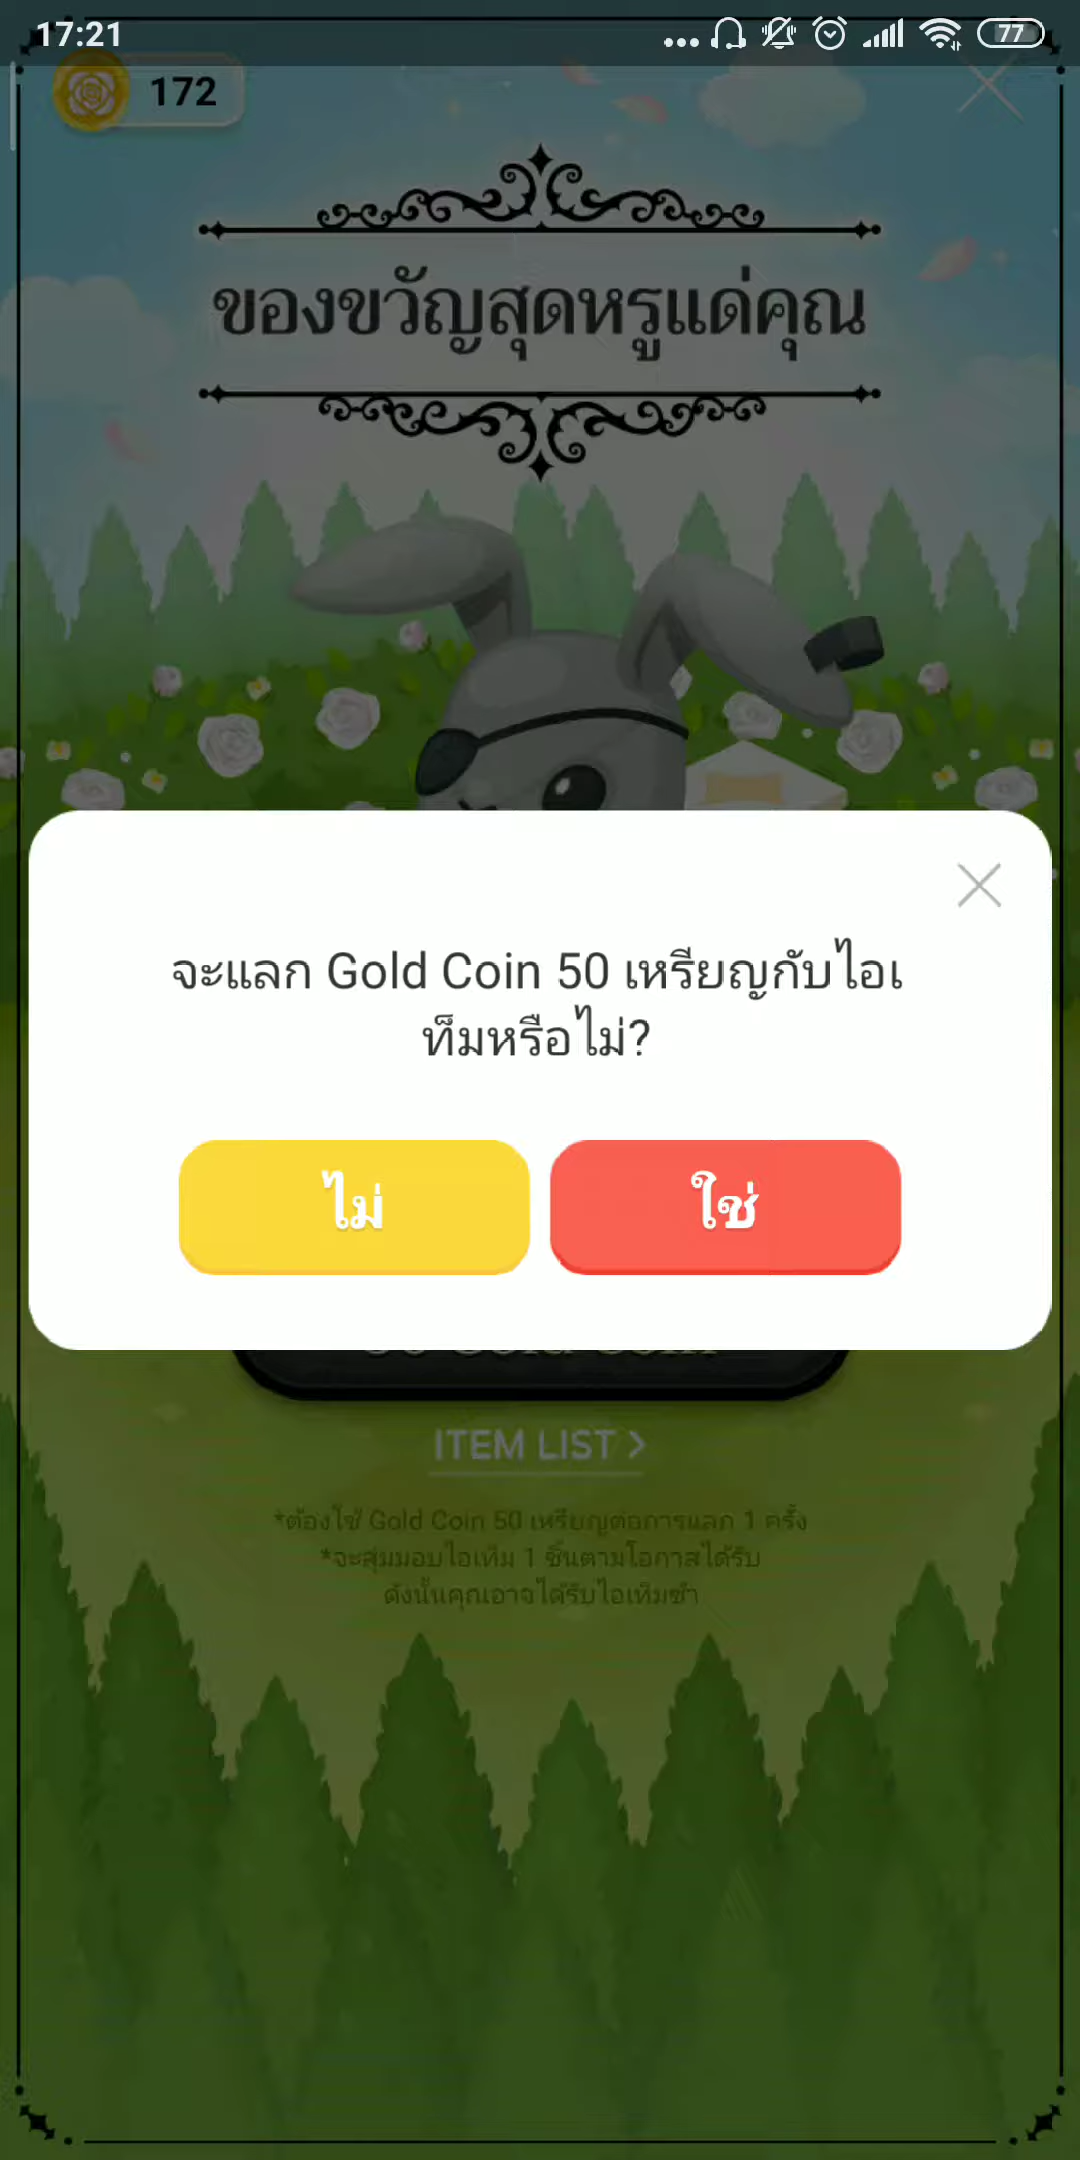 17:21
77
172
ของขวัญสุดหรูแด่คุณ
จะแลก Gold Coin 50 เหรียญกับไอเ
ท็มหรือไม่?
ไม่
ใช่
ITEM LIST >
*ต้องใช้ Gold Coin 50 เหรียญต่อการแลก 1 ครั้ง
*จะสุ่มมอบไอเท็ม 1 ชิ้นตามโอกาสได้รับ
ดังนั้นคุณอาจได้รับไอเท็มซ้ำ